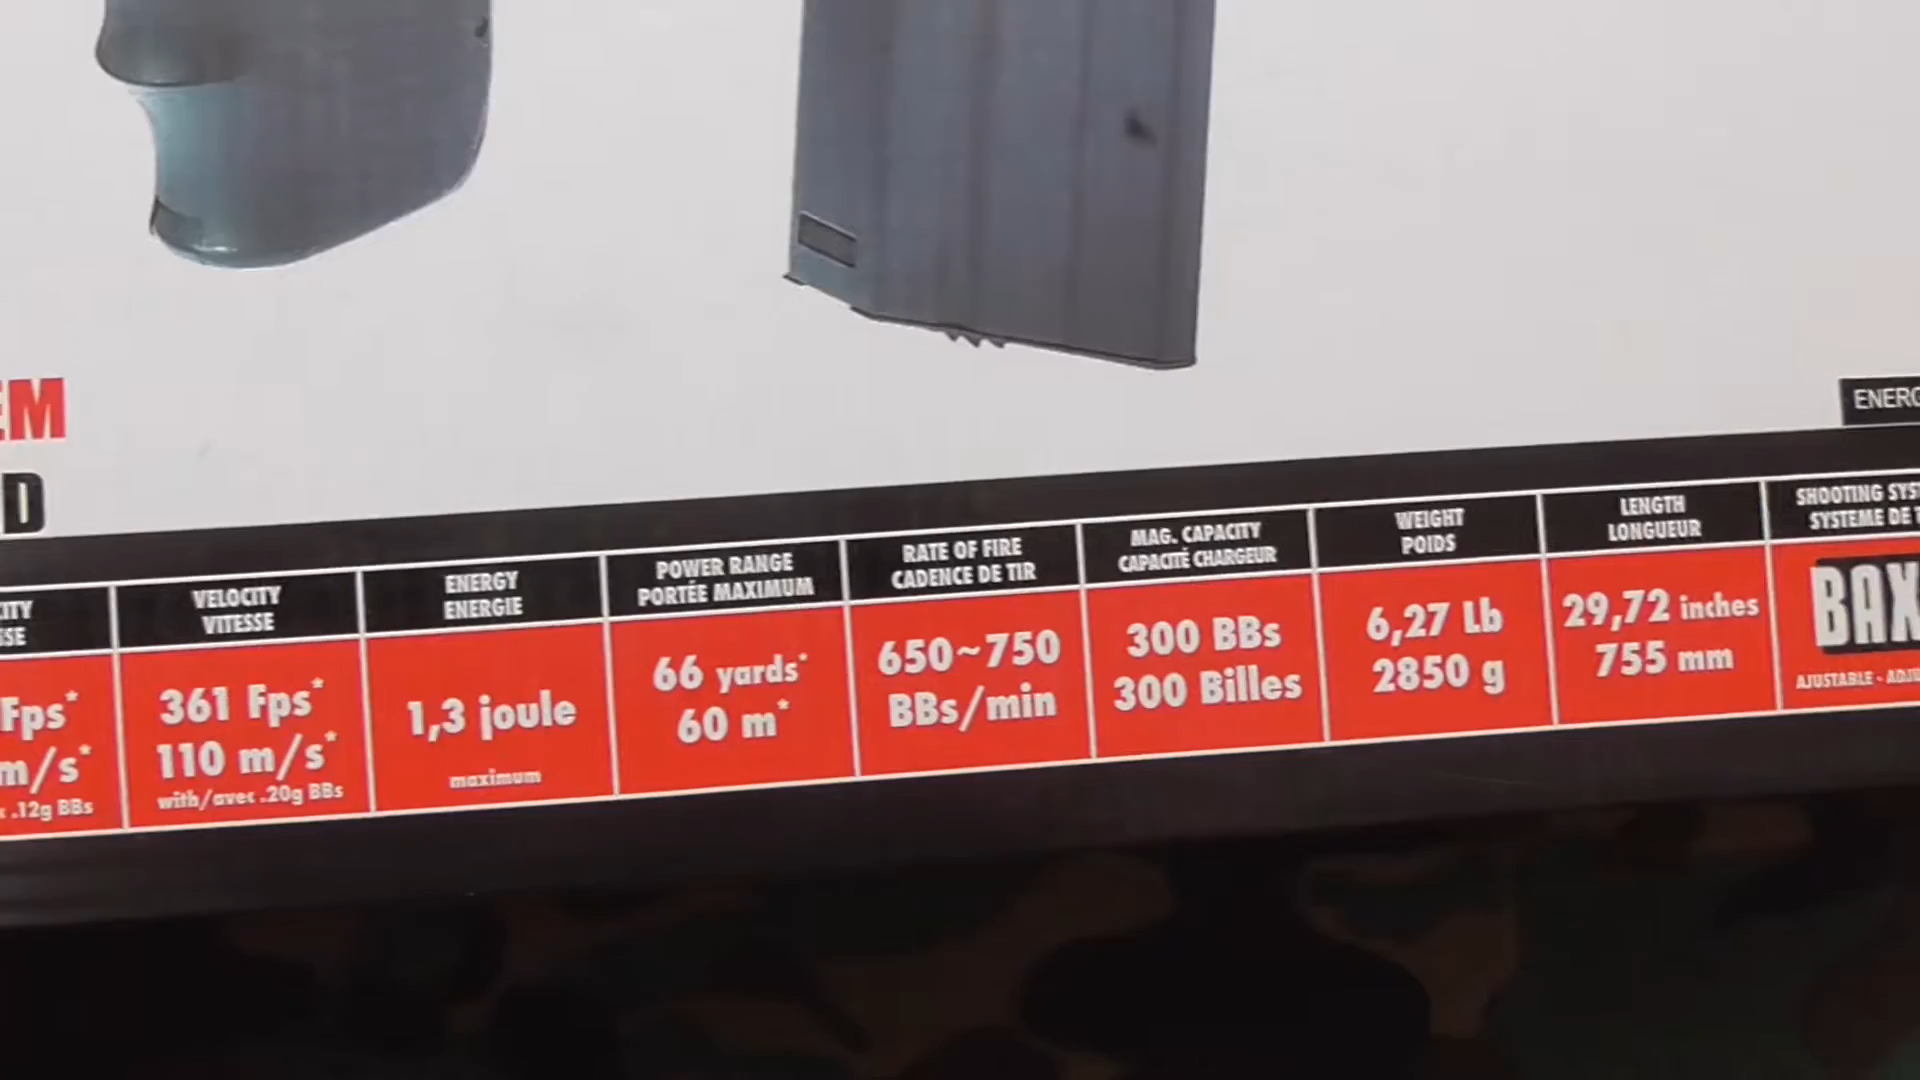 EM
D
ENERG
ITY
SSE
Fps*
m/s*
.12g BBs
VELOCITY
VITESSE
361 Fps*
110 m/s*
with/avec .20g BBs
ENERGY
ENERGIE
1,3 joule
maximum
POWER RANGE
PORTÉE MAXIMUM
66 yards*
60 m*
RATE OF FIRE
CADENCE DE TIR
650~750
BBs/min
MAG. CAPACITY
CAPACITÉ CHARGEUR
300 BBs
300 Billes
WEIGHT
POIDS
6,27 Lb
2850 g
LENGTH
LONGUEUR
29,72 inches
755 mm
SHOOTING SYS
SYSTEME DE T
BAX
AJUSTABLE - ADJU